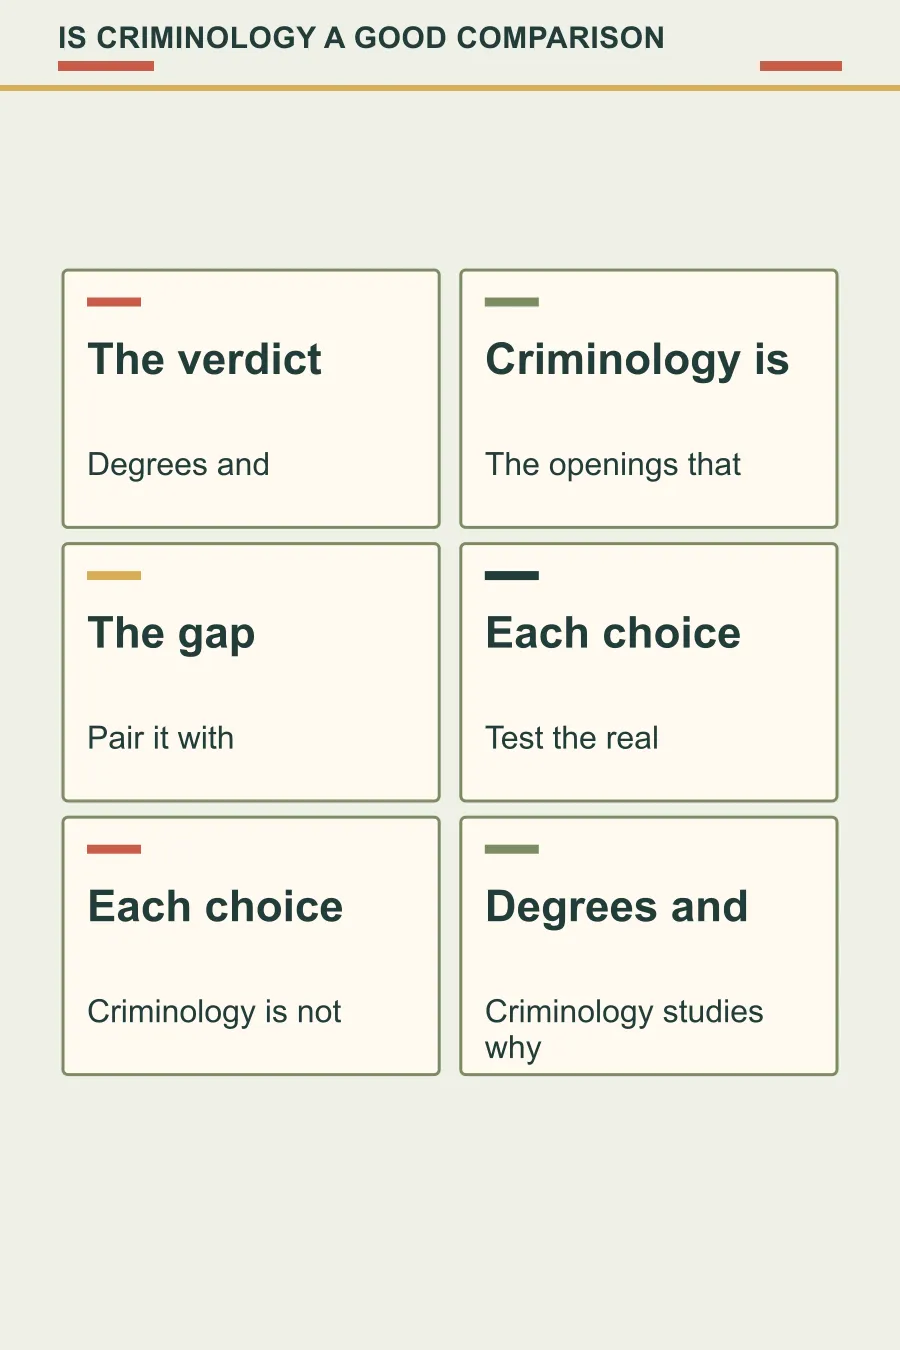 IS CRIMINOLOGY A GOOD COMPARISON
The verdict
Degrees and
Criminology is
The openings that
The gap
Pair it with
Each choice
Test the real
Each choice
Criminology is not
Degrees and
Criminology studies
why